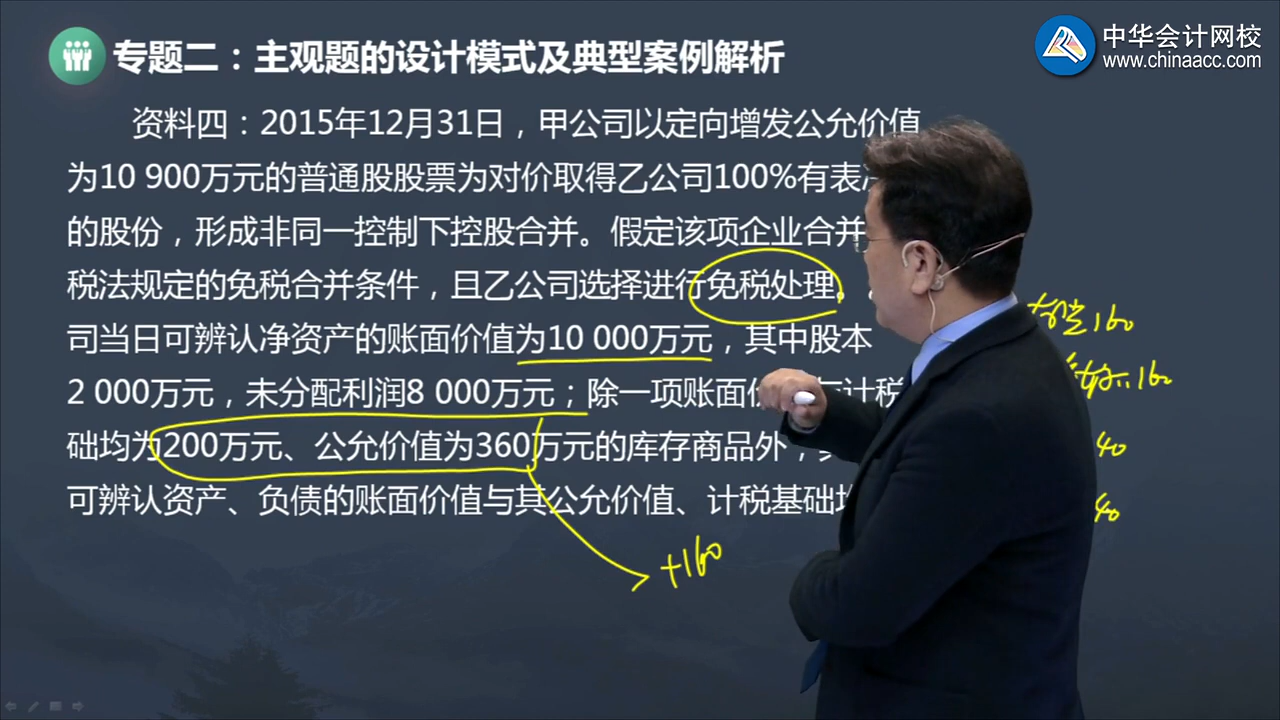 中华会计网校
www.chinaacc.com
专题二：主观题的设计模式及典型案例解析
资料四：2015年12月31日，甲公司以定向增发公允价值
为10 900万元的普通股股票为对价取得乙公司100%有表
的股份，形成非同一控制下控股合并。假定该项企业合并
税法规定的免税合并条件，且乙公司选择进行免税处理。
司当日可辨认净资产的账面价值为10 000万元，其中股本
2 000万元，未分配利润8 000万元；除一项账面价 与计税
础均为200万元、公允价值为360万元的库存商品外，
可辨认资产、负债的账面价值与其公允价值、计税基础均
160
160
40
40
+160